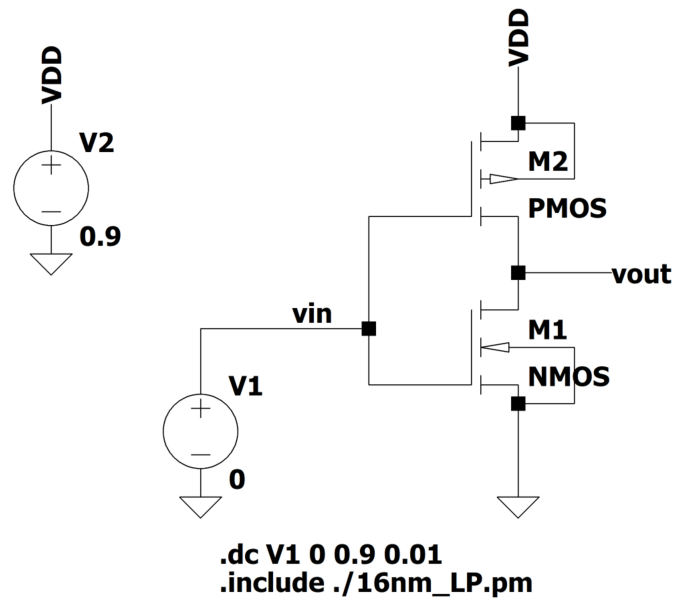 VDD
V2
+
−
0.9
VDD
M2
PMOS
vout
vin
M1
NMOS
V1
+
−
0
.dc V1 0 0.9 0.01
.include ./16nm_LP.pm